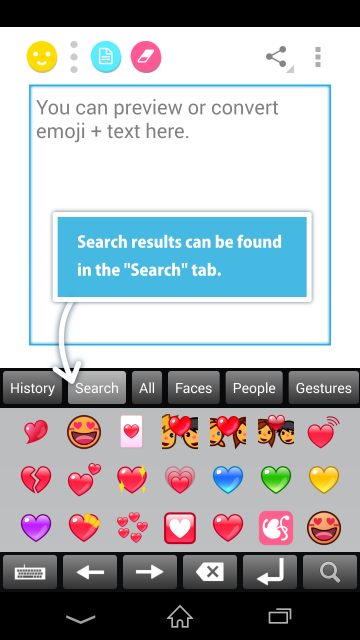 You can preview or convert
emoji + text here.
Search results can be found
in the "Search" tab.
History Search All Faces People Gestures